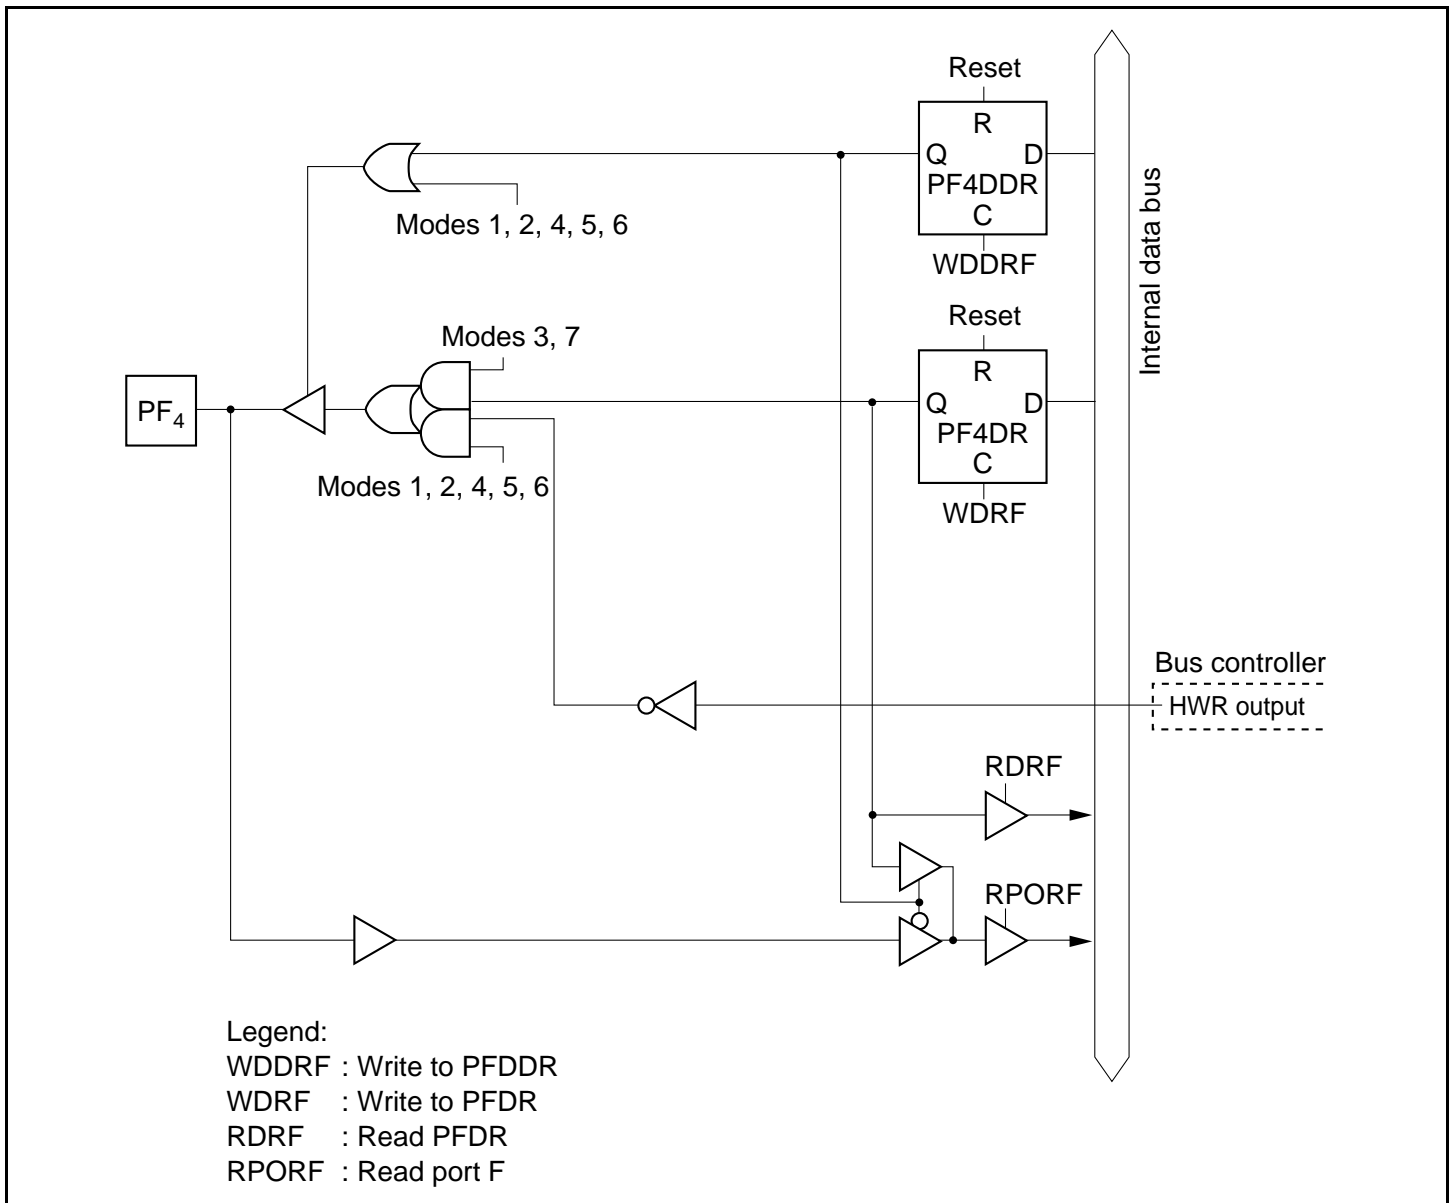 Reset
R
Q D
PF4DDR
C
WDDRF
Modes 1, 2, 4, 5, 6
Internal data bus
Reset
R
Q D
PF4DR
C
WDRF
Modes 3, 7
PF4
Modes 1, 2, 4, 5, 6
Bus controller
HWR output
RDRF
RPORF
Legend:
WDDRF : Write to PFDDR
WDRF : Write to PFDR
RDRF : Read PFDR
RPORF : Read port F